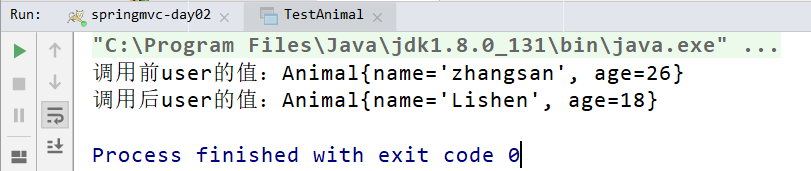 Run: springmvc-day02 × TestAnimal ×
"C:\Program Files\Java\jdk1.8.0_131\bin\java.exe" ...
调用前user的值：Animal{name='zhangsan', age=26}
调用后user的值：Animal{name='Lishen', age=18}
Process finished with exit code 0